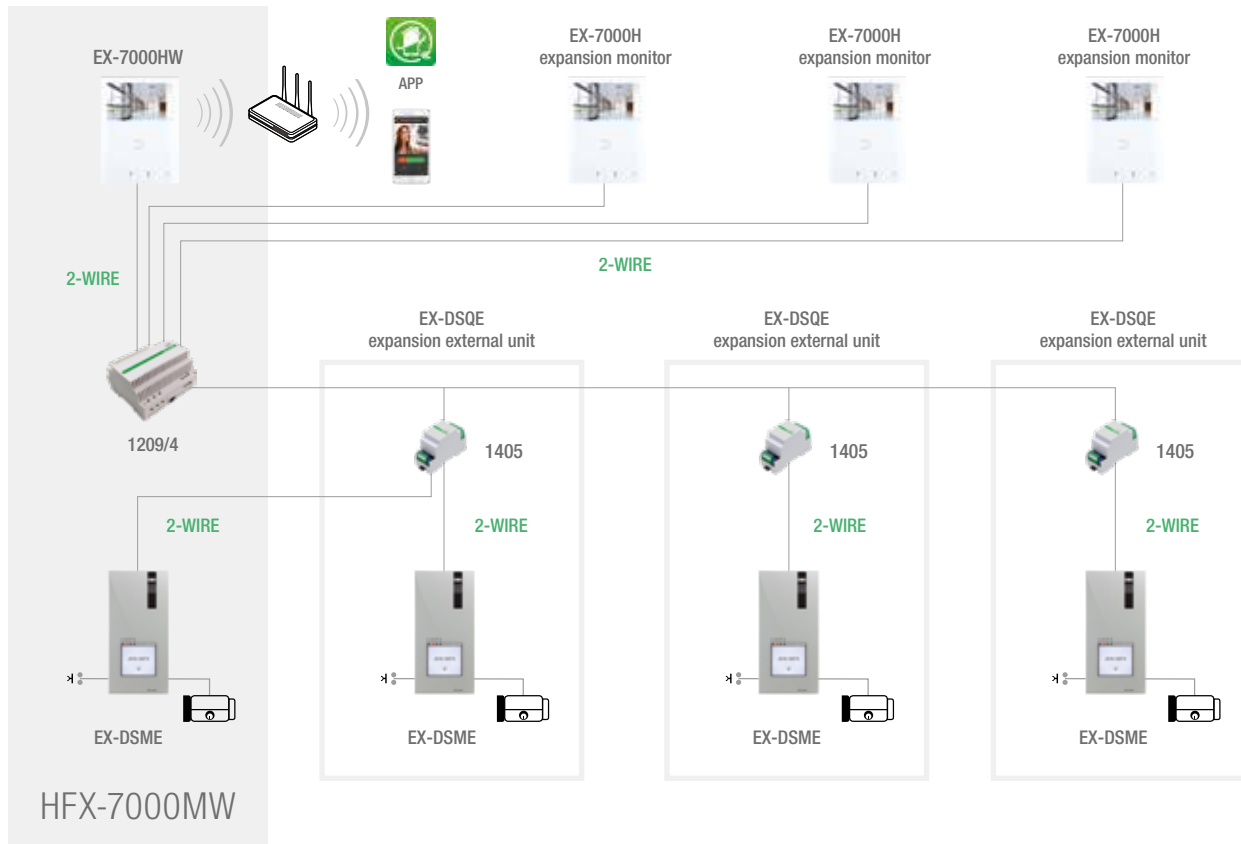 EX-7000HW
APP
EX-7000H
expansion monitor
EX-7000H
expansion monitor
EX-7000H
expansion monitor
2-WIRE
2-WIRE
EX-DSQE
expansion external unit
EX-DSQE
expansion external unit
EX-DSQE
expansion external unit
1209/4
1405
1405
1405
2-WIRE
2-WIRE
2-WIRE
2-WIRE
EX-DSME
EX-DSME
EX-DSME
EX-DSME
HFX-7000MW